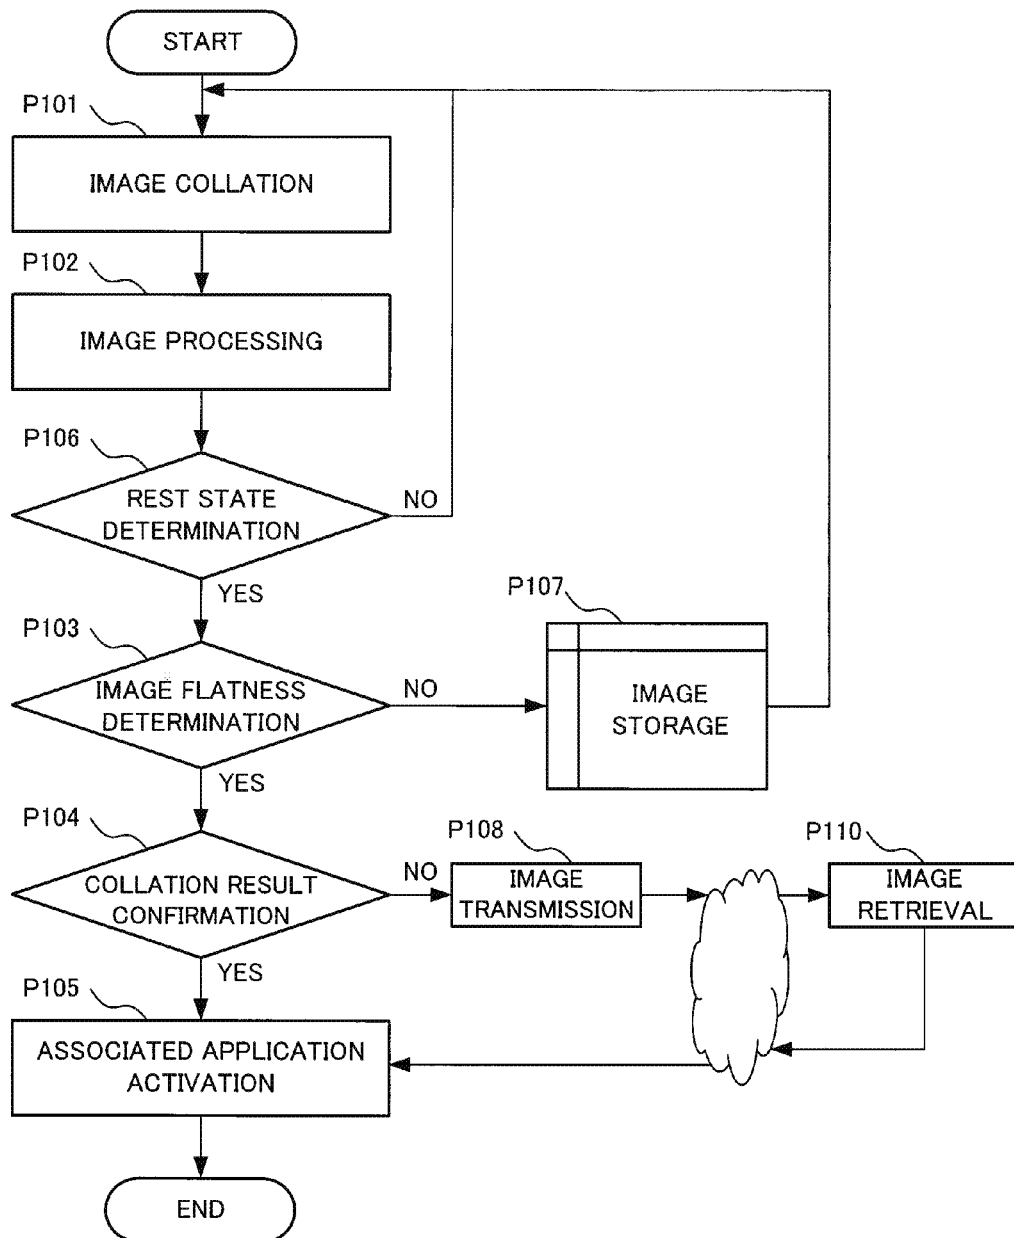 START
P101
IMAGE COLLATION
P102
IMAGE PROCESSING
P106
REST STATE
DETERMINATION
NO
YES
P103
IMAGE FLATNESS
DETERMINATION
NO
P107
IMAGE
STORAGE
YES
P104
COLLATION RESULT
CONFIRMATION
NO
P108
IMAGE
TRANSMISSION
P110
IMAGE
RETRIEVAL
YES
P105
ASSOCIATED APPLICATION
ACTIVATION
END